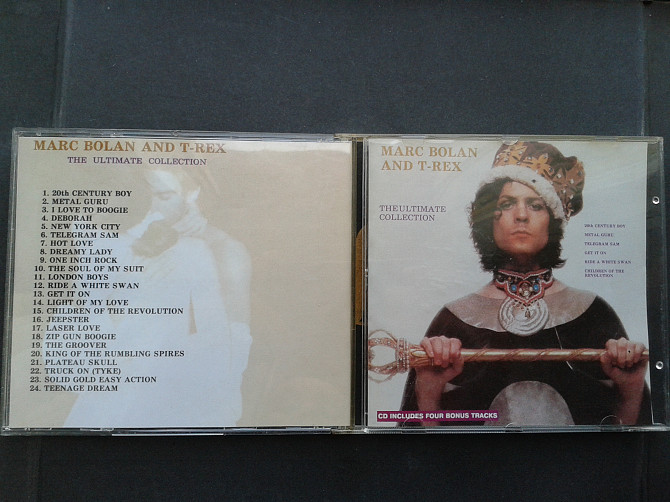 MARC BOLAN AND T-REX
THE ULTIMATE COLLECTION
1. 20th CENTURY BOY
2. METAL GURU
3. I LOVE TO BOOGIE
4. DEBORAH
5. NEW YORK CITY
6. TELEGRAM SAM
7. HOT LOVE
8. DREAMY LADY
9. ONE INCH ROCK
10. THE SOUL OF MY SUIT
11. LONDON BOYS
12. RIDE A WHITE SWAN
13. GET IT ON
14. LIGHT OF MY LOVE
15. CHILDREN OF THE REVOLUTION
16. JEEPSTER
17. LASER LOVE
18. ZIP GUN BOOGIE
19. THE GROOVER
20. KING OF THE RUMBLING SPIRES
21. PLATEAU SKULL
22. TRUCK ON (TYKE)
23. SOLID GOLD EASY ACTION
24. TEENAGE DREAM
MARC BOLAN
AND T-REX
THE ULTIMATE
COLLECTION
20th CENTURY BOY
METAL GURU
TELEGRAM SAM
GET IT ON
RIDE A WHITE SWAN
CHILDREN OF THE
REVOLUTION
CD INCLUDES FOUR BONUS TRACKS